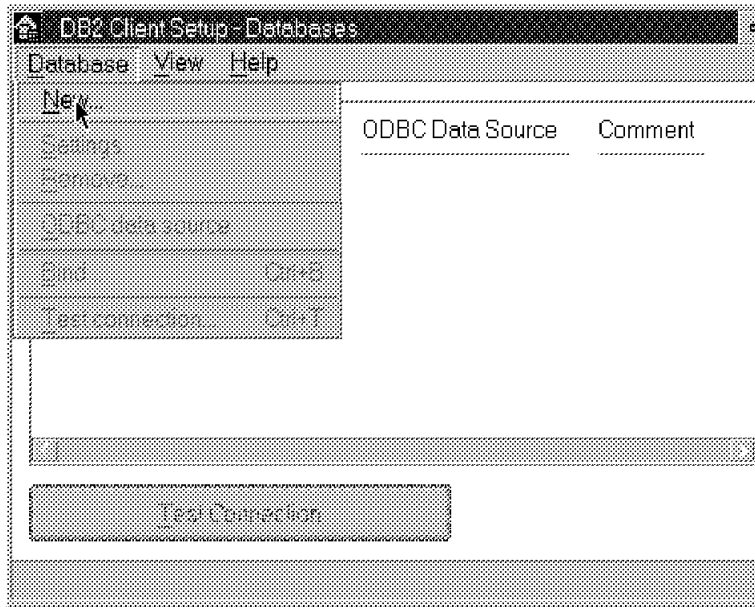 DB2 Client Setup - Databases
Database View Help
New...
ODBC Data Source Comment
Settings...
Remove...
ODBC data source...
Bind... Ctrl+B
Test connection... Ctrl+T
Test Connection